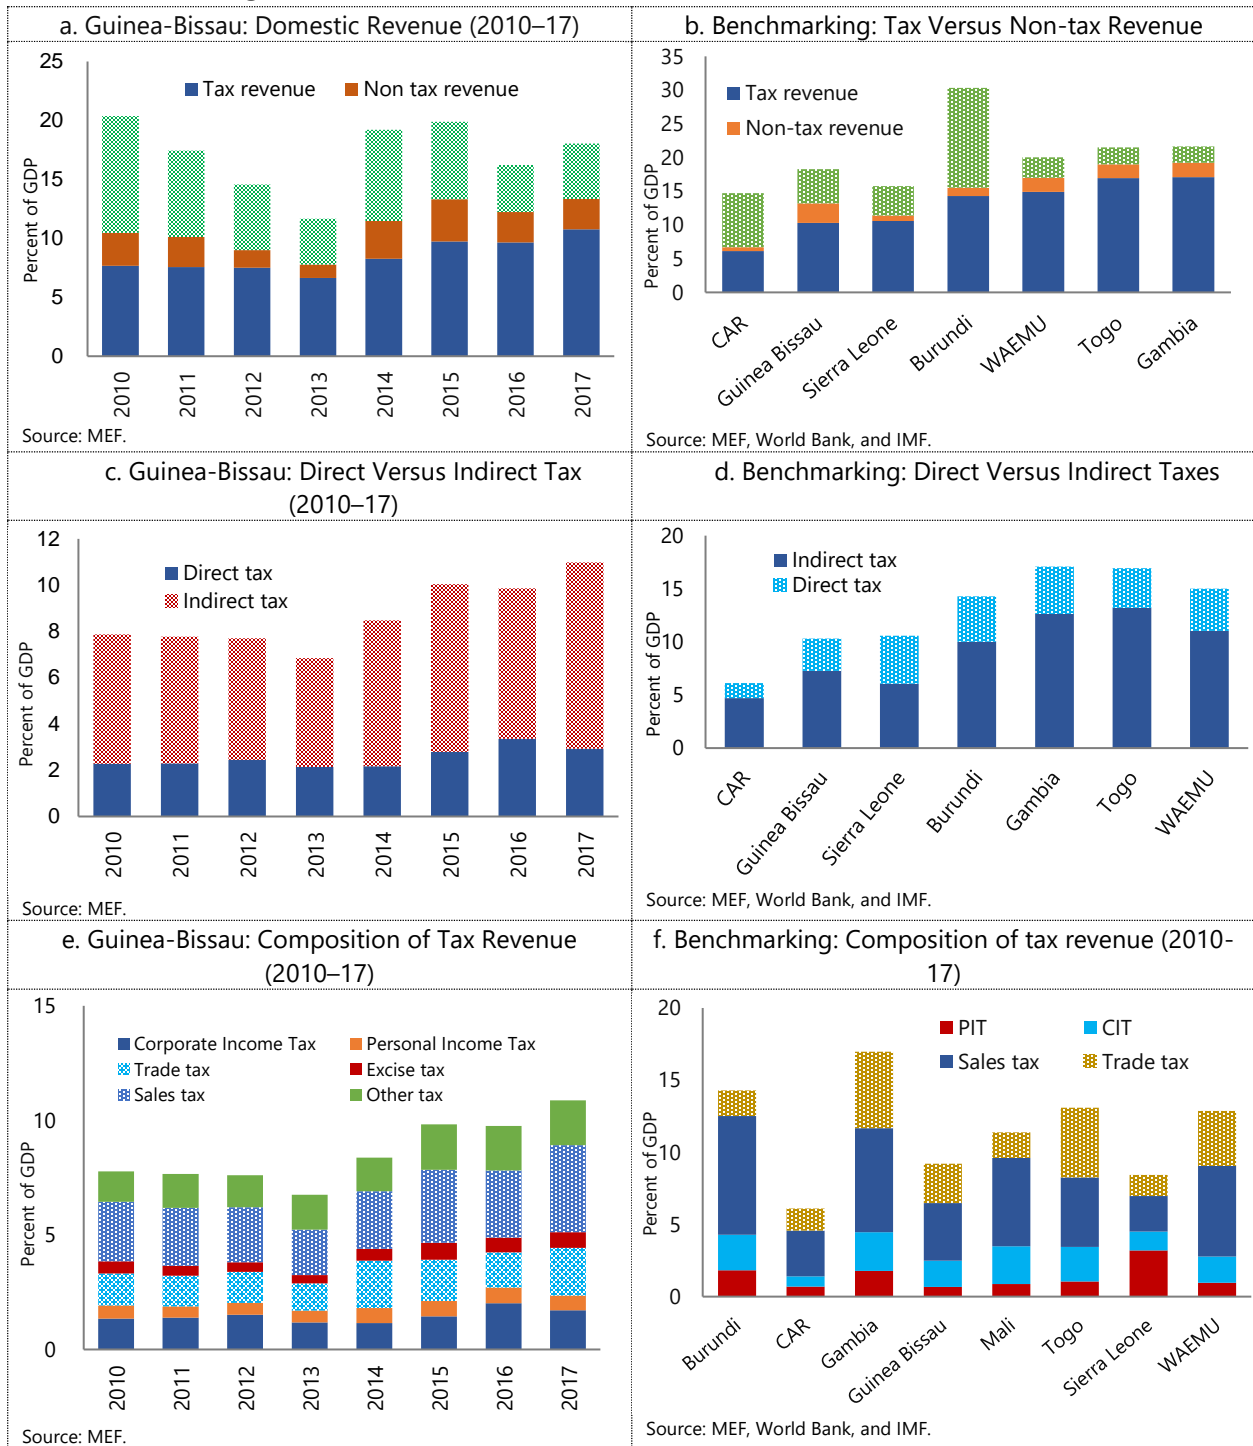 a. Guinea-Bissau: Domestic Revenue (2010–17)
25
20
15
10
5
0
Percent of GDP
Tax revenue
Non tax revenue
2010
2011
2012
2013
2014
2015
2016
2017
Source: MEF.
b. Benchmarking: Tax Versus Non-tax Revenue
35
30
25
20
15
10
5
0
Percent of GDP
Tax revenue
Non-tax revenue
CAR
Guinea Bissau
Sierra Leone
Burundi
WAEMU
Togo
Gambia
Source: MEF, World Bank, and IMF.
c. Guinea-Bissau: Direct Versus Indirect Tax
(2010–17)
12
10
8
6
4
2
0
Percent of GDP
Direct tax
Indirect tax
2010
2011
2012
2013
2014
2015
2016
2017
Source: MEF.
d. Benchmarking: Direct Versus Indirect Taxes
20
15
10
5
0
Percent of GDP
Indirect tax
Direct tax
CAR
Guinea Bissau
Sierra Leone
Burundi
Gambia
Togo
WAEMU
Source: MEF, World Bank, and IMF.
e. Guinea-Bissau: Composition of Tax Revenue
(2010–17)
15
10
5
0
Percent of GDP
Corporate Income Tax
Personal Income Tax
Trade tax
Excise tax
Sales tax
Other tax
2010
2011
2012
2013
2014
2015
2016
2017
Source: MEF.
f. Benchmarking: Composition of tax revenue (2010-
17)
20
15
10
5
0
Percent of GDP
PIT
CIT
Sales tax
Trade tax
Burundi
CAR
Gambia
Guinea Bissau
Mali
Togo
Sierra Leone
WAEMU
Source: MEF, World Bank, and IMF.